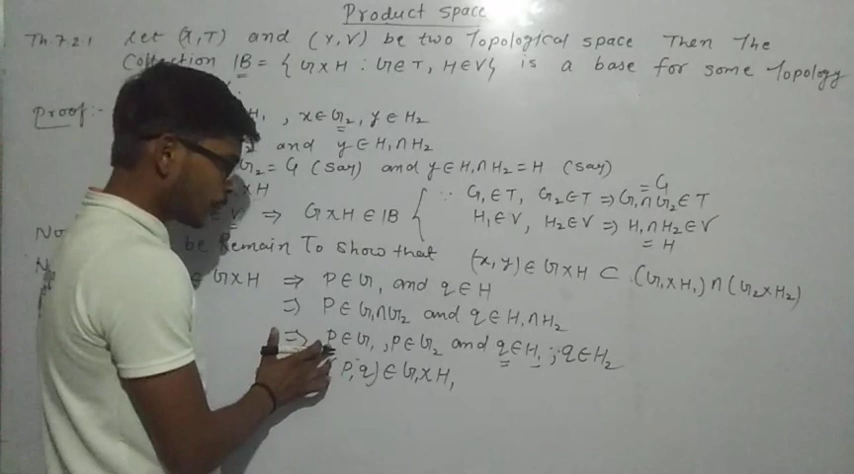 Product space
Th. 7.2.1 Let (X,T) and (Y,V) be two Topological space Then The
Collection IB = { G×H : G∈T, H∈V} is a base for some Topology
Proof:- H₁ , x∈G₂, y∈H₂
and y∈H₁∩H₂
G₂ = G (say) and y∈H₁∩H₂ = H (say)
×H
∈ V ⇒ G×H ∈ IB { ∵ G₁∈T, G₂∈T ⇒ G₁∩G₂∈T = G
H₁∈V, H₂∈V ⇒ H₁∩H₂∈V
= H
be Remain To show that (x,y)∈G×H ⊂ (G₁×H₁)∩(G₂×H₂)
∈ G×H ⇒ P∈G, and q∈H
⇒ P∈G₁∩G₂ and q∈H₁∩H₂
⇒ P∈G₁, P∈G₂ and q∈H₁, q∈H₂
P,q) ∈ G₁×H₁